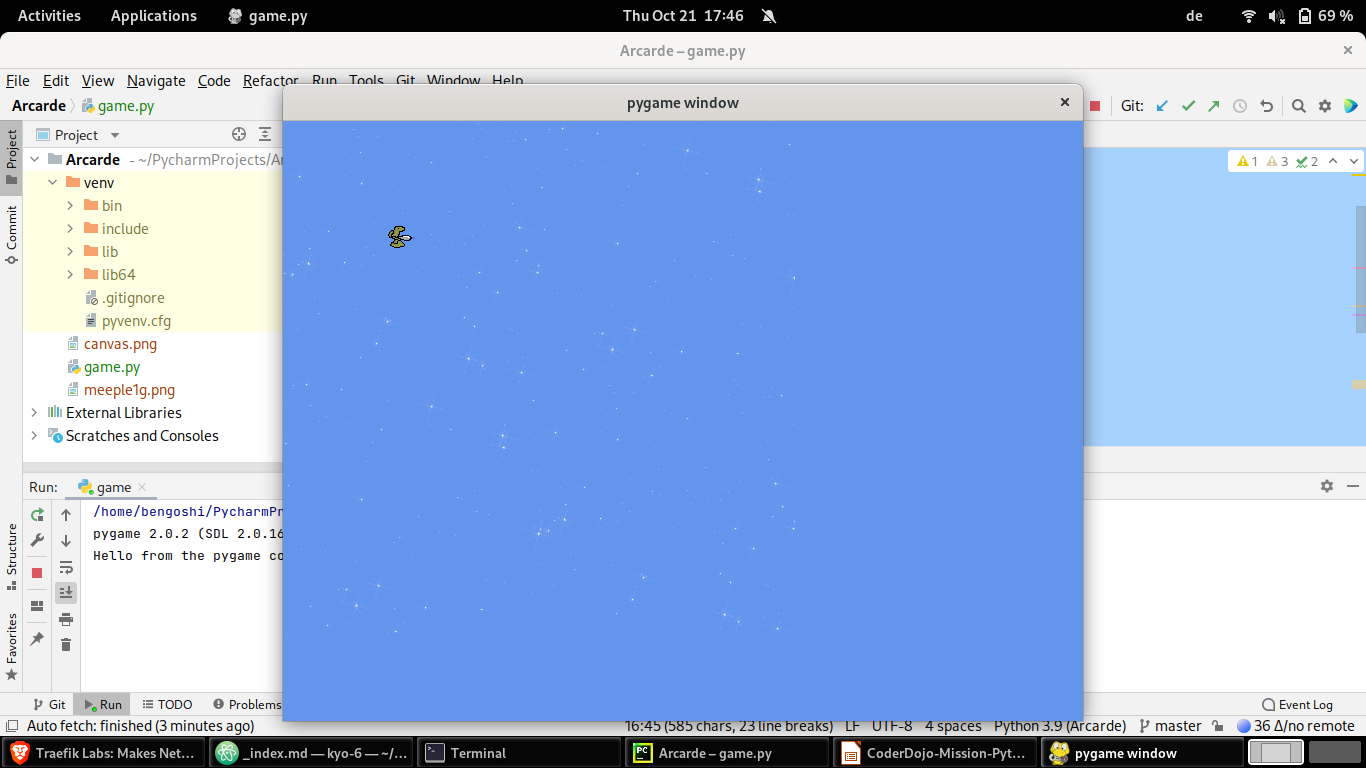 Activities Applications game.py Thu Oct 21 17:46 de 69 %
Arcarde – game.py
File Edit View Navigate Code Refactor Run Tools Git Window Help
Arcarde game.py Git:
pygame window
Project
Arcarde - ~/PycharmProjects/Ar
1 3 2
venv
bin
include
lib
lib64
.gitignore
pyvenv.cfg
canvas.png
game.py
meeple1g.png
External Libraries
Scratches and Consoles
Project
Commit
Structure
Favorites
Run: game
/home/bengoshi/PycharmPr
pygame 2.0.2 (SDL 2.0.16
Hello from the pygame co
Git Run TODO Problems Event Log
Auto fetch: finished (3 minutes ago) 16:45 (585 chars, 23 line breaks) LF UTF-8 4 spaces Python 3.9 (Arcarde) master 36 Δ/no remote
Traefik Labs: Makes Net... _index.md — kyo-6 — ~/... Terminal Arcarde – game.py CoderDojo-Mission-Pyt... pygame window